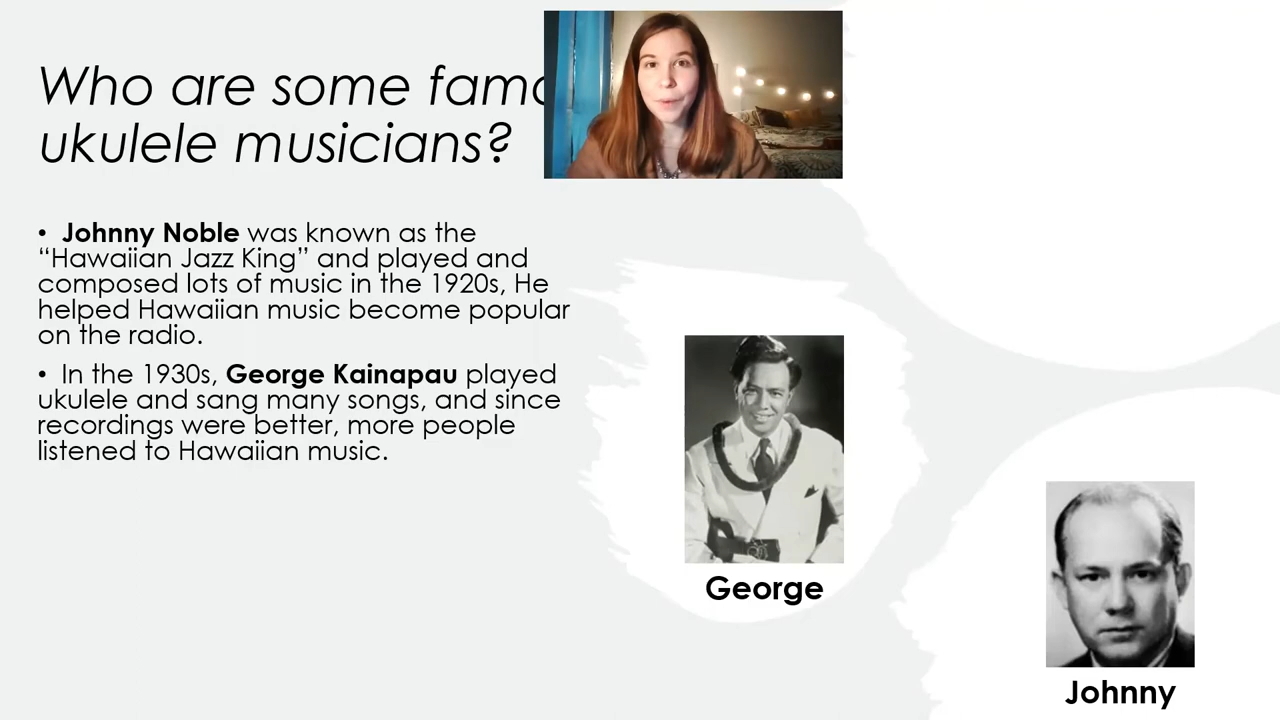 Who are some famo
ukulele musicians?
• Johnny Noble was known as the
“Hawaiian Jazz King” and played and
composed lots of music in the 1920s, He
helped Hawaiian music become popular
on the radio.
• In the 1930s, George Kainapau played
ukulele and sang many songs, and since
recordings were better, more people
listened to Hawaiian music.
George
Johnny